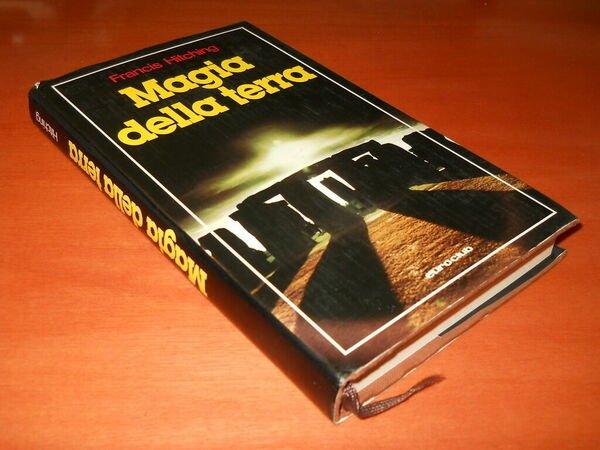 Francis Hitching
Magia
della terra
euroclub
Hitching
Magia della terra